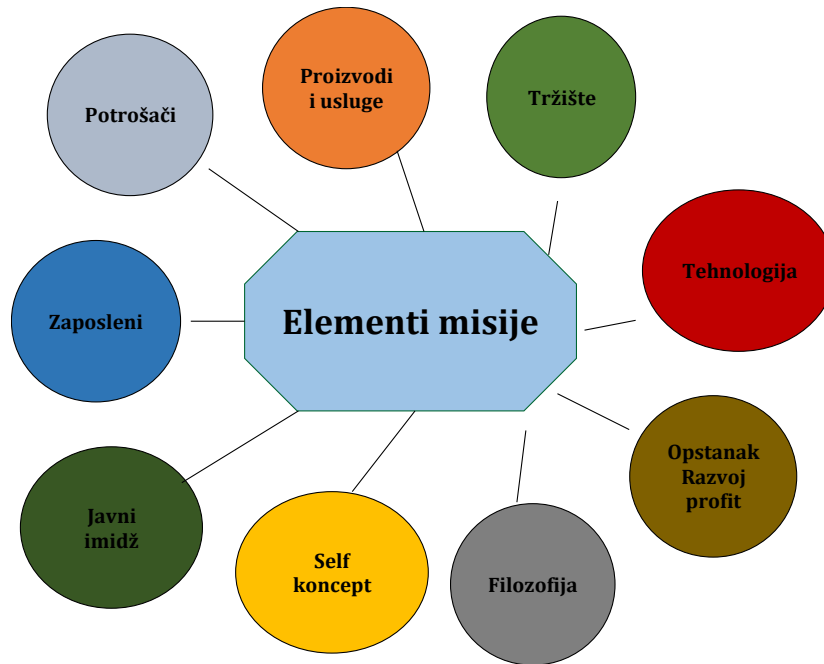 Potrošači
Proizvodi
i usluge
Tržište
Tehnologija
Zaposleni
Elementi misije
Opstanak
Razvoj
profit
Javni
imidž
Self
koncept
Filozofija